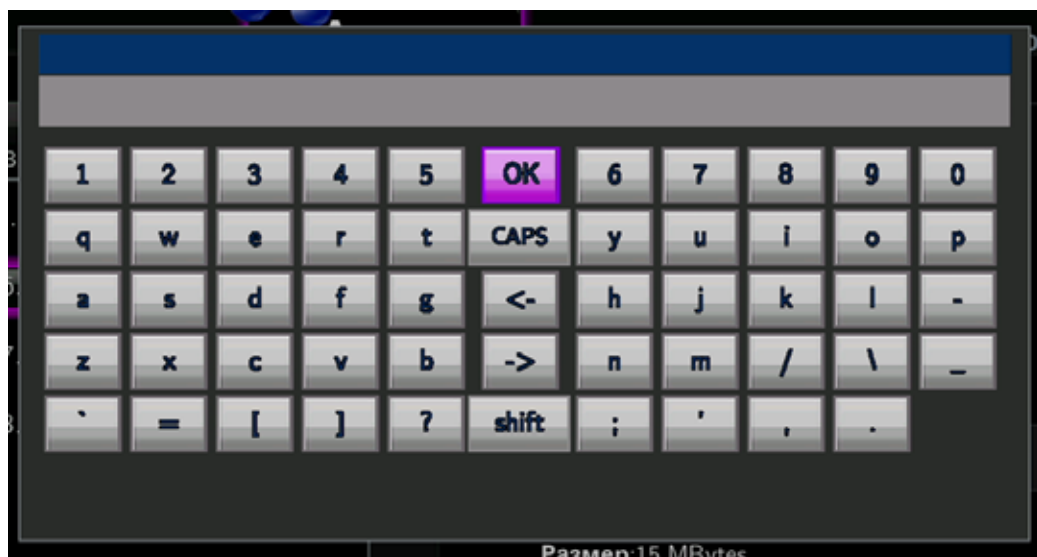 1 2 3 4 5 OK 6 7 8 9 0
q w e r t CAPS y u i o p
a s d f g <- h j k l -
z x c v b -> n m / \ _
` = [ ] ? shift ; ' , .
Размер:15 MBytes